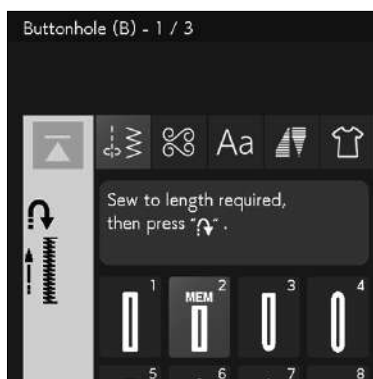 Buttonhole (B) - 1 / 3
Aa
Sew to length required,
then press “ ”.
1
MEM 2
3
4
5
6
7
8